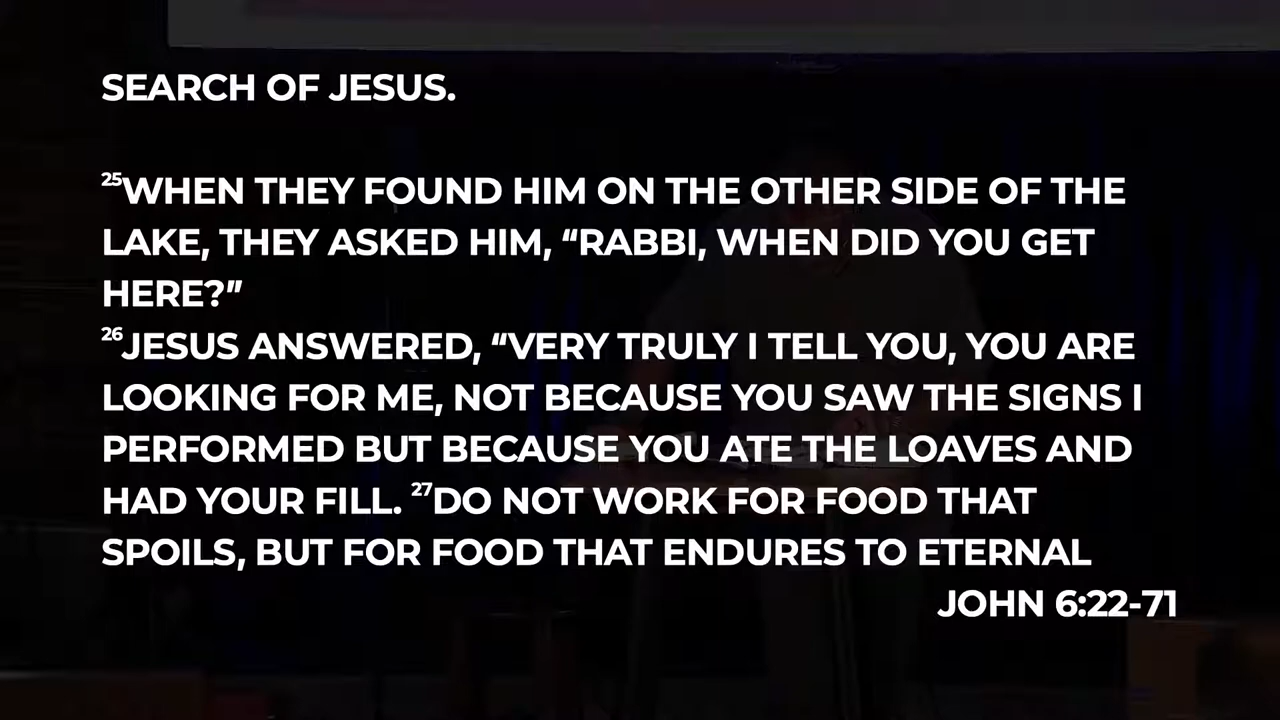 SEARCH OF JESUS.
25WHEN THEY FOUND HIM ON THE OTHER SIDE OF THE
LAKE, THEY ASKED HIM, “RABBI, WHEN DID YOU GET
HERE?”
26JESUS ANSWERED, “VERY TRULY I TELL YOU, YOU ARE
LOOKING FOR ME, NOT BECAUSE YOU SAW THE SIGNS I
PERFORMED BUT BECAUSE YOU ATE THE LOAVES AND
HAD YOUR FILL. 27DO NOT WORK FOR FOOD THAT
SPOILS, BUT FOR FOOD THAT ENDURES TO ETERNAL
JOHN 6:22-71